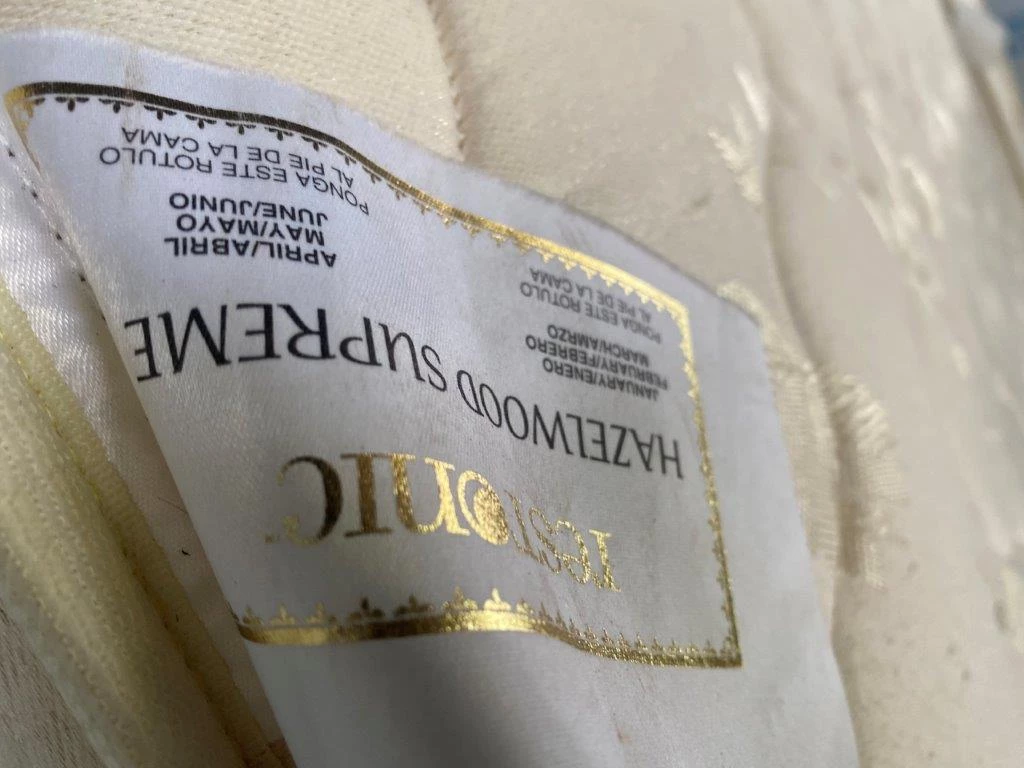 restonic
HAZELWOOD SUPREME
JANUARY/ENERO
FEBRUARY/FEBRERO
MARCH/AMRZO
PONGA ESTE ROTULO
AL PIE DE LA CAMA
APRIL/ABRIL
MAY/MAYO
JUNE/JUNIO
PONGA ESTE ROTULO
AL PIE DE LA CAMA